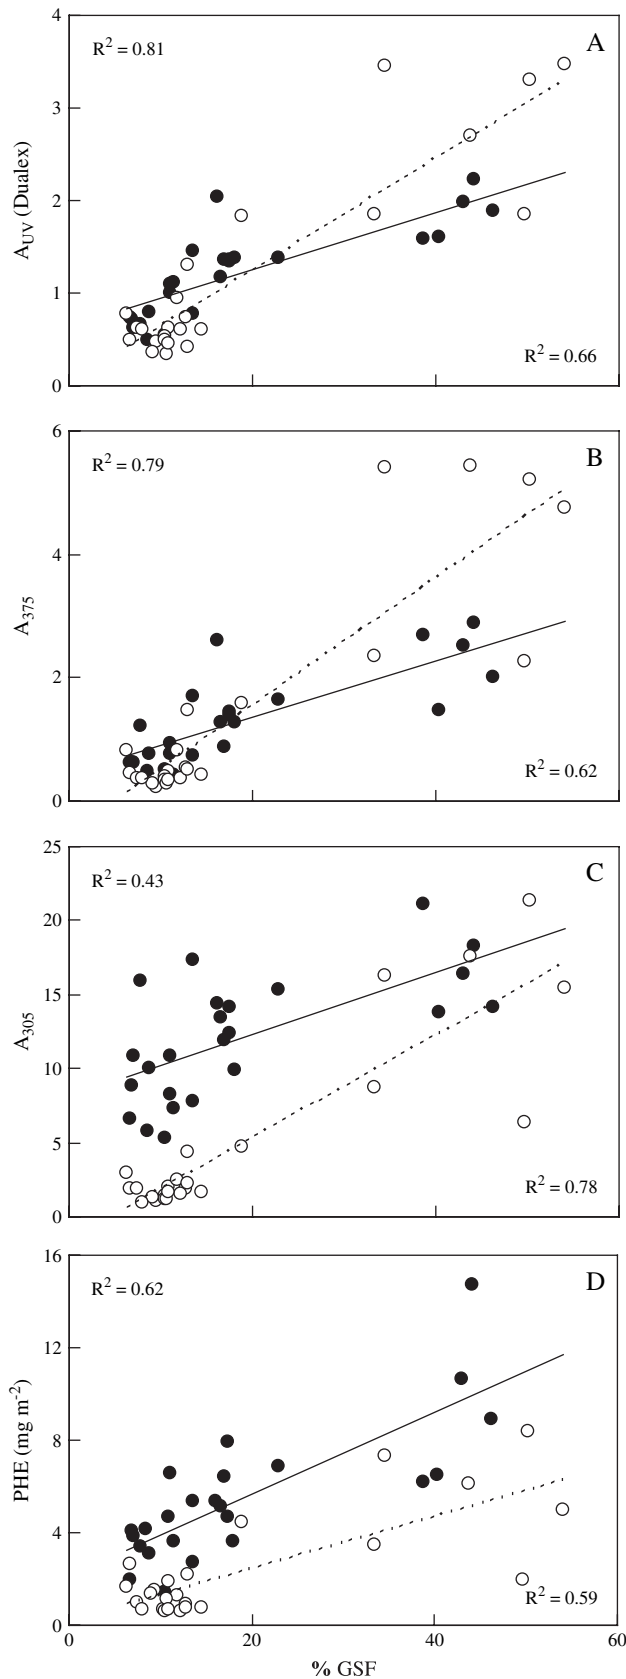 4
R² = 0.81
A
3
A_UV (Dualex)
2
1
R² = 0.66
0
6
R² = 0.79
B
4
A_375
2
R² = 0.62
0
25
R² = 0.43
C
20
15
A_305
10
5
R² = 0.78
0
16
R² = 0.62
D
12
PHE (mg m⁻²)
8
4
R² = 0.59
0
0 20 40 60
% GSF